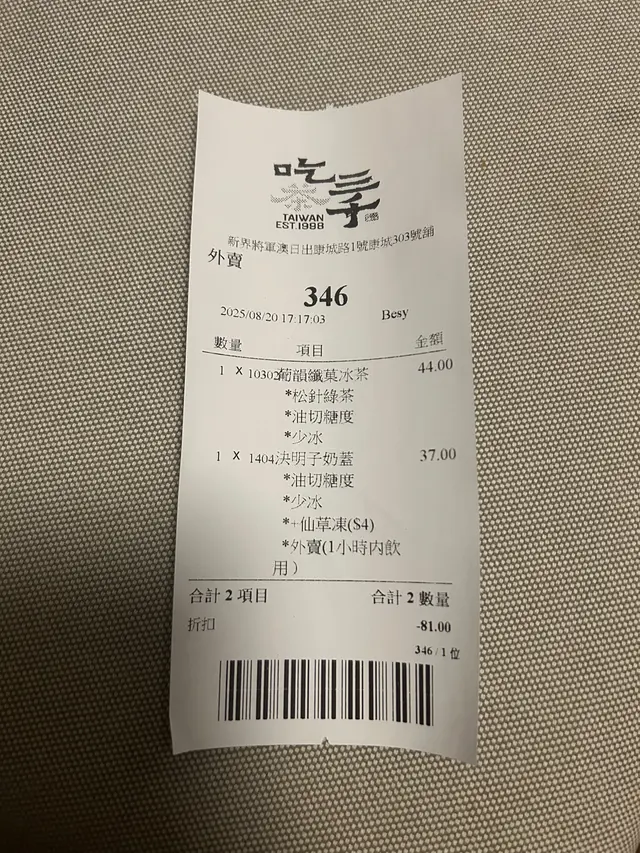 吃茶三千
TAIWAN
EST.1998
新界將軍澳日出康城路1號康城303號舖
外賣
346
2025/08/20 17:17:03 Besy
數量 項目 金額
1 X 10302葡韻纖菓冰茶 44.00
*松針綠茶
*油切糖度
*少冰
1 X 1404決明子奶蓋 37.00
*油切糖度
*少冰
*+仙草凍($4)
*外賣(1小時內飲
用)
合計 2 項目 合計 2 數量
折扣 -81.00
346 / 1 位